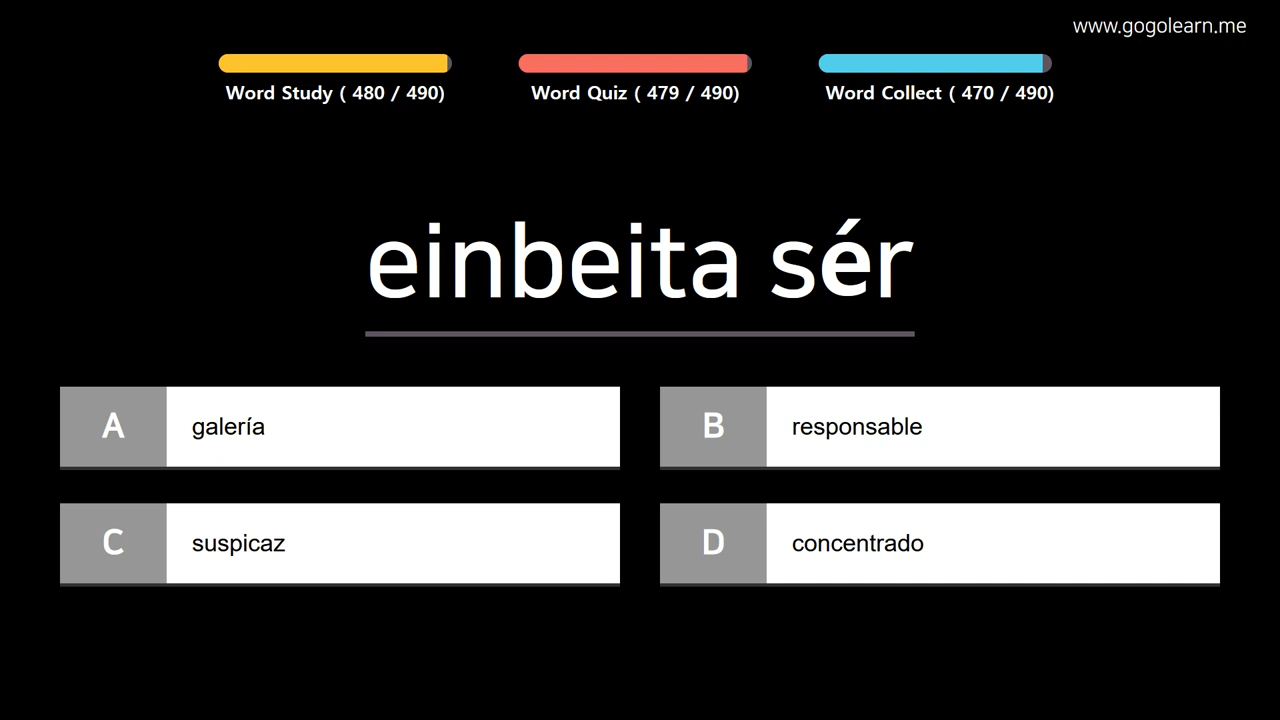 www.gogolearn.me
Word Study ( 480 / 490)
Word Quiz ( 479 / 490)
Word Collect ( 470 / 490)
einbeita sér
A galería
B responsable
C suspicaz
D concentrado